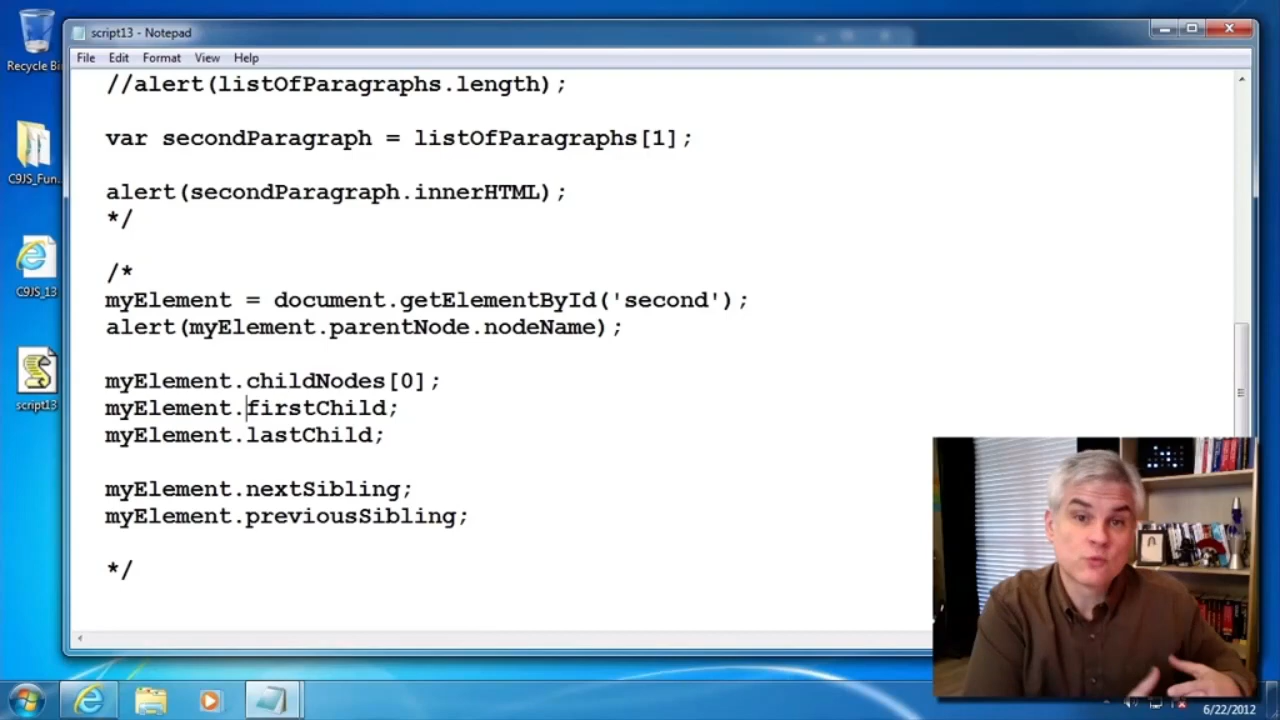 script13 - Notepad
File Edit Format View Help
Recycle Bi
C9JS_Fun...
C9JS_13
script13
//alert(listOfParagraphs.length);
var secondParagraph = listOfParagraphs[1];
alert(secondParagraph.innerHTML);
*/
/*
myElement = document.getElementById('second');
alert(myElement.parentNode.nodeName);
myElement.childNodes[0];
myElement.firstChild;
myElement.lastChild;
myElement.nextSibling;
myElement.previousSibling;
*/
6/22/2012